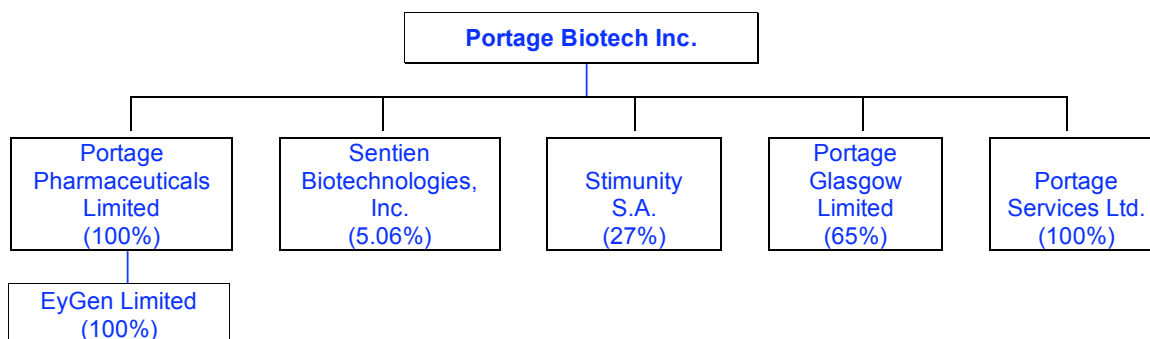 Portage Biotech Inc.
Portage
Pharmaceuticals
Limited
(100%)
Sentien
Biotechnologies,
Inc.
(5.06%)
Stimunity
S.A.
(27%)
Portage
Glasgow
Limited
(65%)
Portage
Services Ltd.
(100%)
EyGen Limited
(100%)